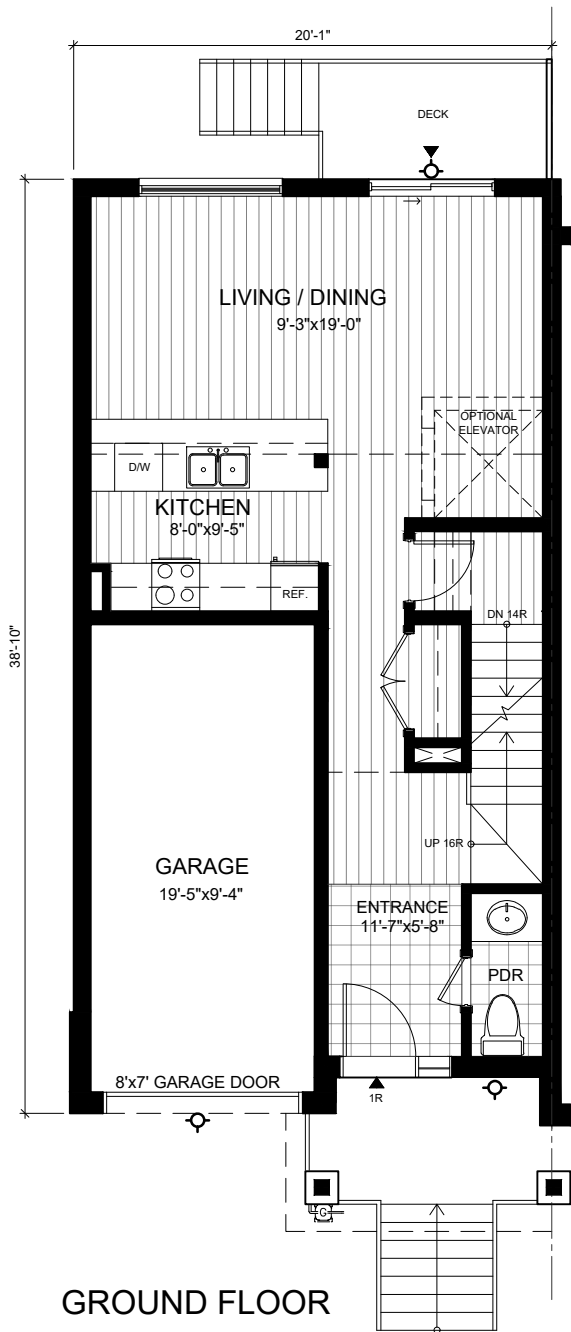 20'-1"
DECK
LIVING / DINING
9'-3"x19'-0"
OPTIONAL
ELEVATOR
D/W
KITCHEN
8'-0"x9'-5"
REF.
DN 14R
38'-10"
UP 16R
GARAGE
19'-5"x9'-4"
ENTRANCE
11'-7"x5'-8"
PDR
8'x7' GARAGE DOOR
1R
G
GROUND FLOOR